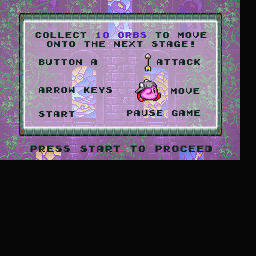 COLLECT 10 ORBS TO MOVE
ONTO THE NEXT STAGE!
BUTTON A ATTACK
ARROW KEYS MOVE
START PAUSE GAME
PRESS START TO PROCEED